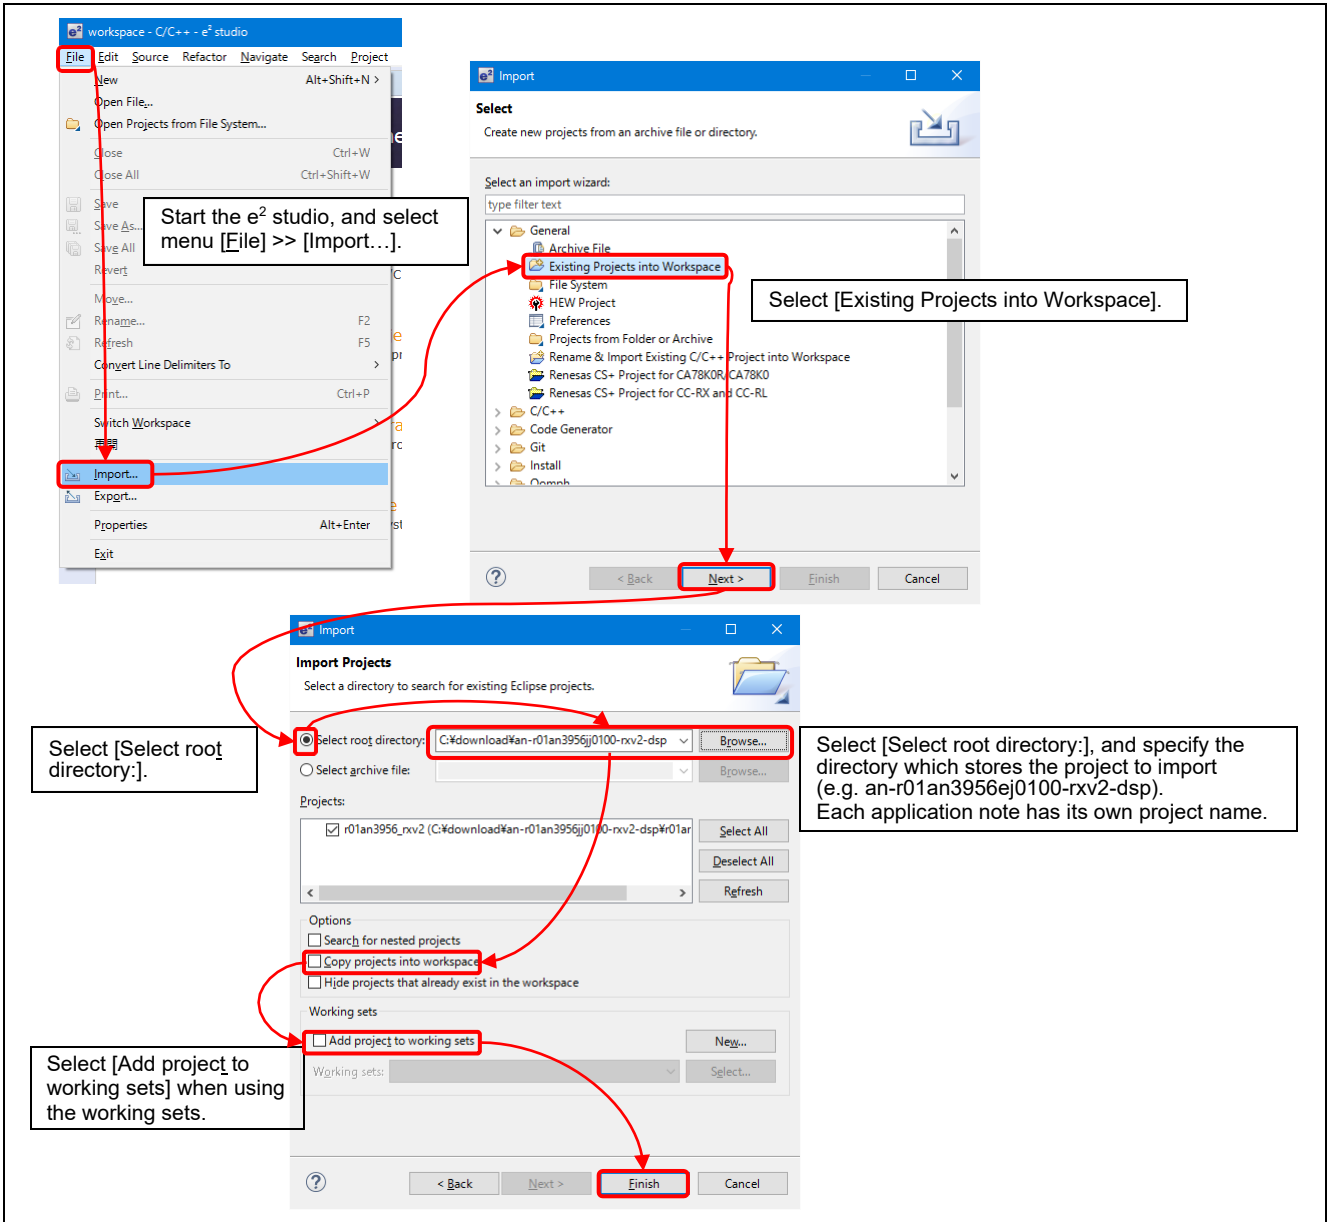 workspace - C/C++ - e² studio
File Edit Source Refactor Navigate Search Project
New Alt+Shift+N >
Open File...
Open Projects from File System...
Close Ctrl+W
Close All Ctrl+Shift+W
Save
Save As...
Save All
Revert
Move...
Rename... F2
Refresh F5
Convert Line Delimiters To >
Print... Ctrl+P
Switch Workspace >
再開
Import...
Export...
Properties Alt+Enter
Exit
Start the e² studio, and select
menu [File] >> [Import…].
Import
Select
Create new projects from an archive file or directory.
Select an import wizard:
type filter text
General
Archive File
Existing Projects into Workspace
File System
HEW Project
Preferences
Projects from Folder or Archive
Rename & Import Existing C/C++ Project into Workspace
Renesas CS+ Project for CA78K0R/CA78K0
Renesas CS+ Project for CC-RX and CC-RL
C/C++
Code Generator
Git
Install
Oomph
< Back Next > Finish Cancel
Select [Existing Projects into Workspace].
Import
Import Projects
Select a directory to search for existing Eclipse projects.
Select root directory: C:¥download¥an-r01an3956jj0100-rxv2-dsp Browse...
Select archive file: Browse...
Projects:
r01an3956_rxv2 (C:¥download¥an-r01an3956jj0100-rxv2-dsp¥r01ar
Select All
Deselect All
Refresh
Options
Search for nested projects
Copy projects into workspace
Hide projects that already exist in the workspace
Working sets
Add project to working sets New...
Working sets: Select...
< Back Next > Finish Cancel
Select [Select root
directory:].
Select [Select root directory:], and specify the
directory which stores the project to import
(e.g. an-r01an3956ej0100-rxv2-dsp).
Each application note has its own project name.
Select [Add project to
working sets] when using
the working sets.